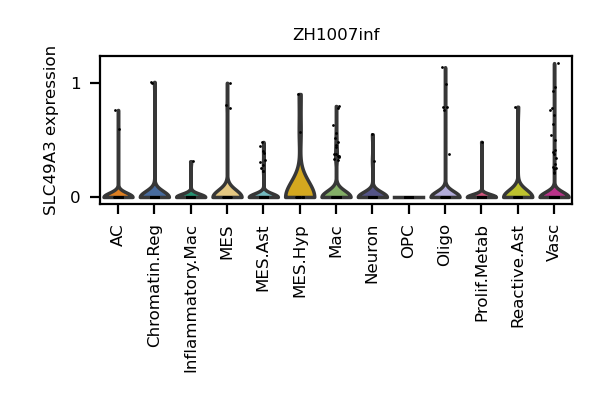 ZH1007inf
SLC49A3 expression
1
0
AC
Chromatin.Reg
Inflammatory.Mac
MES
MES.Ast
MES.Hyp
Mac
Neuron
OPC
Oligo
Prolif.Metab
Reactive.Ast
Vasc